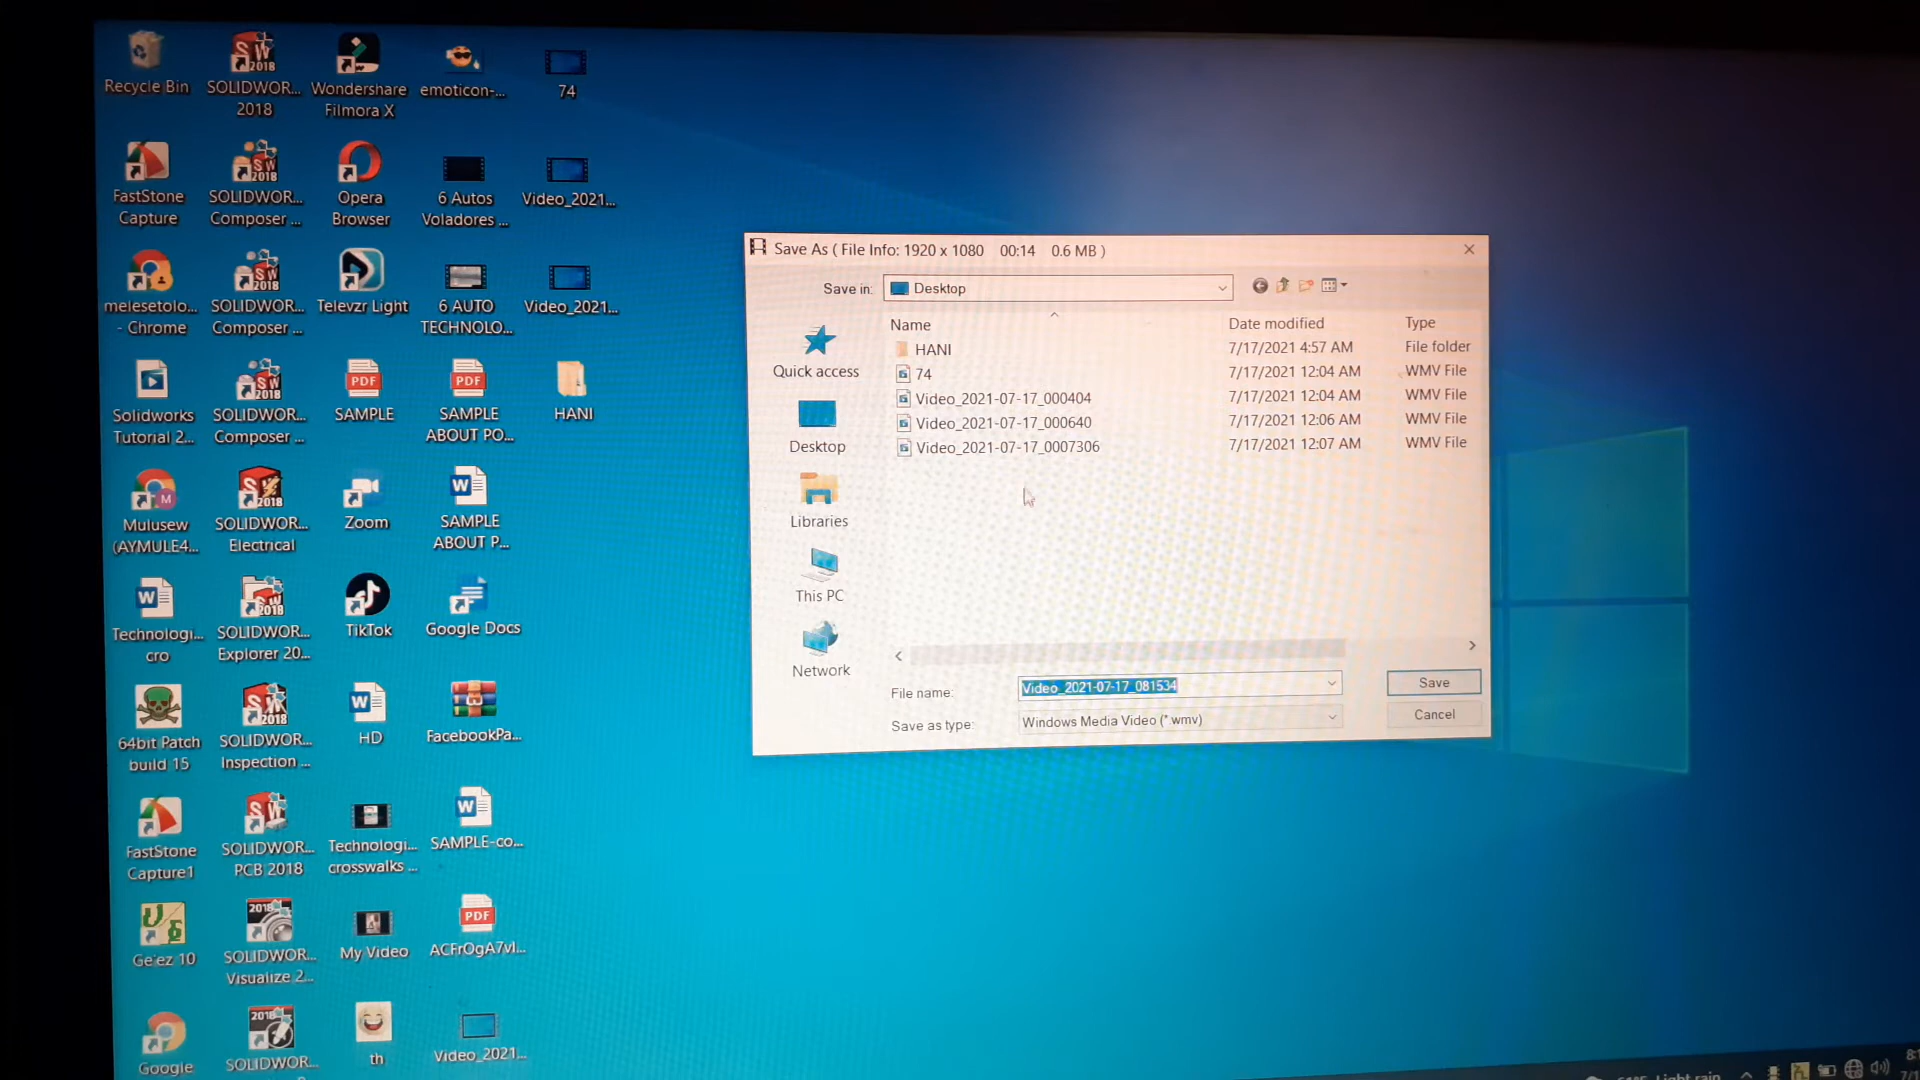 Recycle Bin
SOLIDWOR...
2018
Wondershare
Filmora X
emoticon-...
74
FastStone
Capture
SOLIDWOR...
Composer ...
Opera
Browser
6 Autos
Voladores ...
Video_2021...
melesetolo...
- Chrome
SOLIDWOR...
Composer ...
Televzr Light
6 AUTO
TECHNOLO...
Video_2021...
Solidworks
Tutorial 2...
SOLIDWOR...
Composer ...
PDF
SAMPLE
PDF
SAMPLE
ABOUT PO...
HANI
Mulusew
(AYMULE4...
SOLIDWOR...
Electrical
Zoom
SAMPLE
ABOUT P...
Technologi...
cro
SOLIDWOR...
Explorer 20...
TikTok
Google Docs
64bit Patch
build 15
SOLIDWOR...
Inspection ...
HD
FacebookPa...
FastStone
Capture1
SOLIDWOR...
PCB 2018
Technologi...
crosswalks ...
SAMPLE-co...
Ge'ez 10
SOLIDWOR...
Visualize 2...
My Video
PDF
ACFrOgA7vl...
Google
SOLIDWOR...
th
Video_2021...
Save As ( File Info: 1920 x 1080 00:14 0.6 MB )
Save in: Desktop
Name Date modified Type
HANI 7/17/2021 4:57 AM File folder
74 7/17/2021 12:04 AM WMV File
Video_2021-07-17_000404 7/17/2021 12:04 AM WMV File
Video_2021-07-17_000640 7/17/2021 12:06 AM WMV File
Video_2021-07-17_0007306 7/17/2021 12:07 AM WMV File
Quick access
Desktop
Libraries
This PC
Network
File name: Video_2021-07-17_081534 Save
Save as type: Windows Media Video (*.wmv) Cancel
Light rain